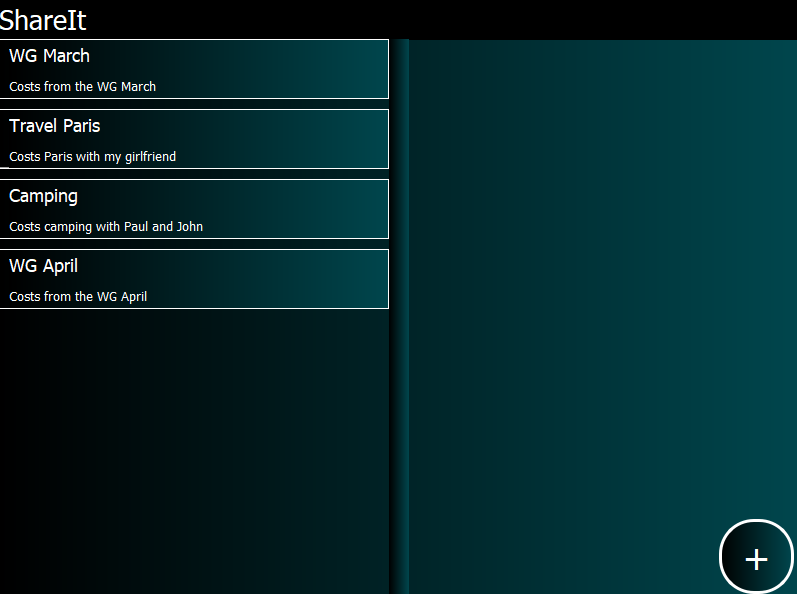 ShareIt
WG March
Costs from the WG March
Travel Paris
Costs Paris with my girlfriend
Camping
Costs camping with Paul and John
WG April
Costs from the WG April
+